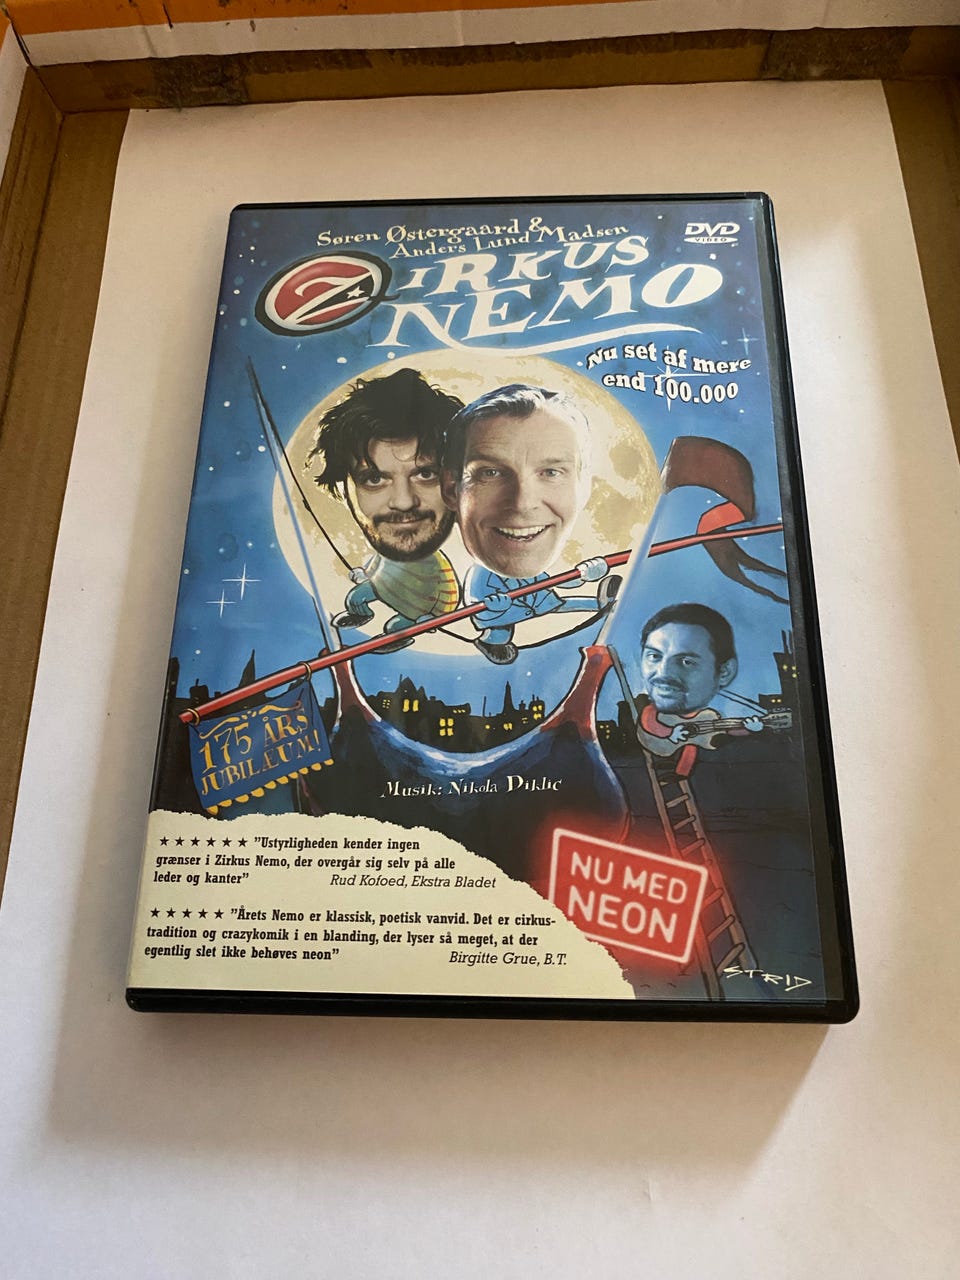 Søren Østergaard &
Anders Lund Madsen
DVD
VIDEO
Z
ZIRKUS
NEMO
Nu set af mere
end 100.000
175 ÅRS
JUBILÆUM!
Musik: Nikola Diklić
★★★★★★ "Ustyrligheden kender ingen
grænser i Zirkus Nemo, der overgår sig selv på alle
leder og kanter"
Rud Kofoed, Ekstra Bladet
★★★★★ "Årets Nemo er klassisk, poetisk vanvid. Det er cirkus-
tradition og crazykomik i en blanding, der lyser så meget, at der
egentlig slet ikke behøves neon"
Birgitte Grue, B.T.
NU MED
NEON
STRID